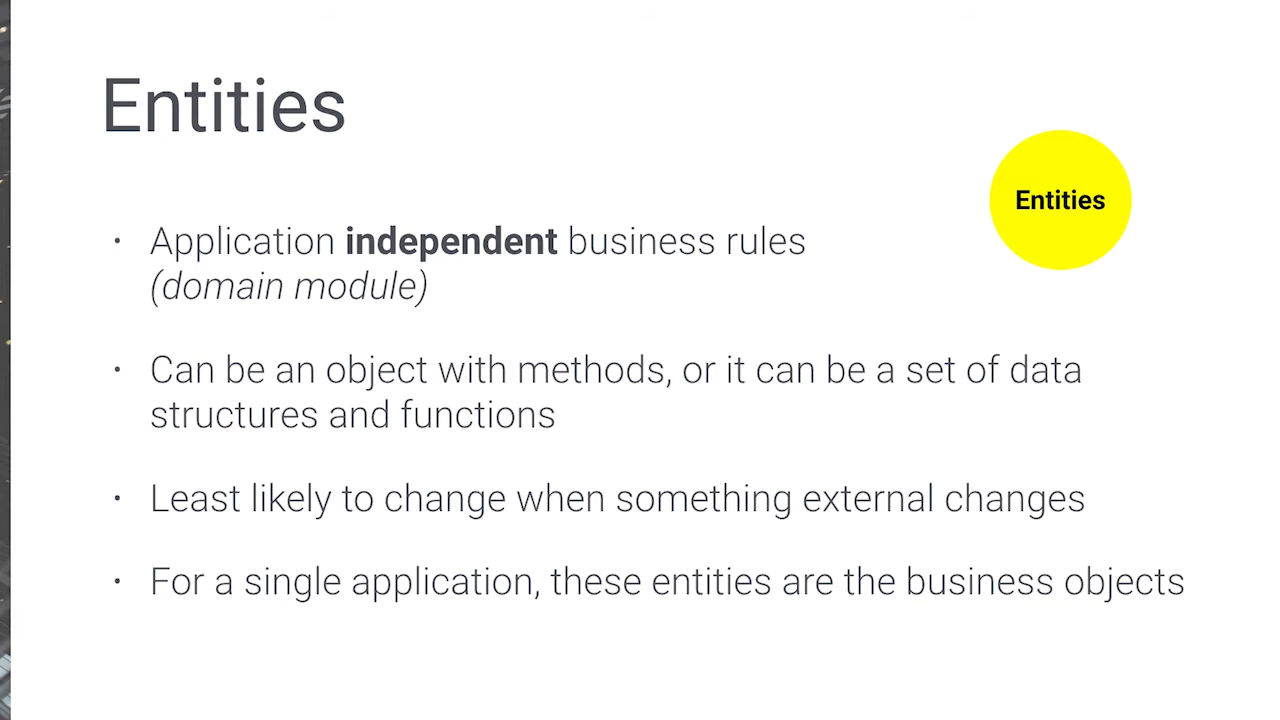 Entities
Entities
· Application independent business rules
(domain module)
· Can be an object with methods, or it can be a set of data
structures and functions
· Least likely to change when something external changes
· For a single application, these entities are the business objects